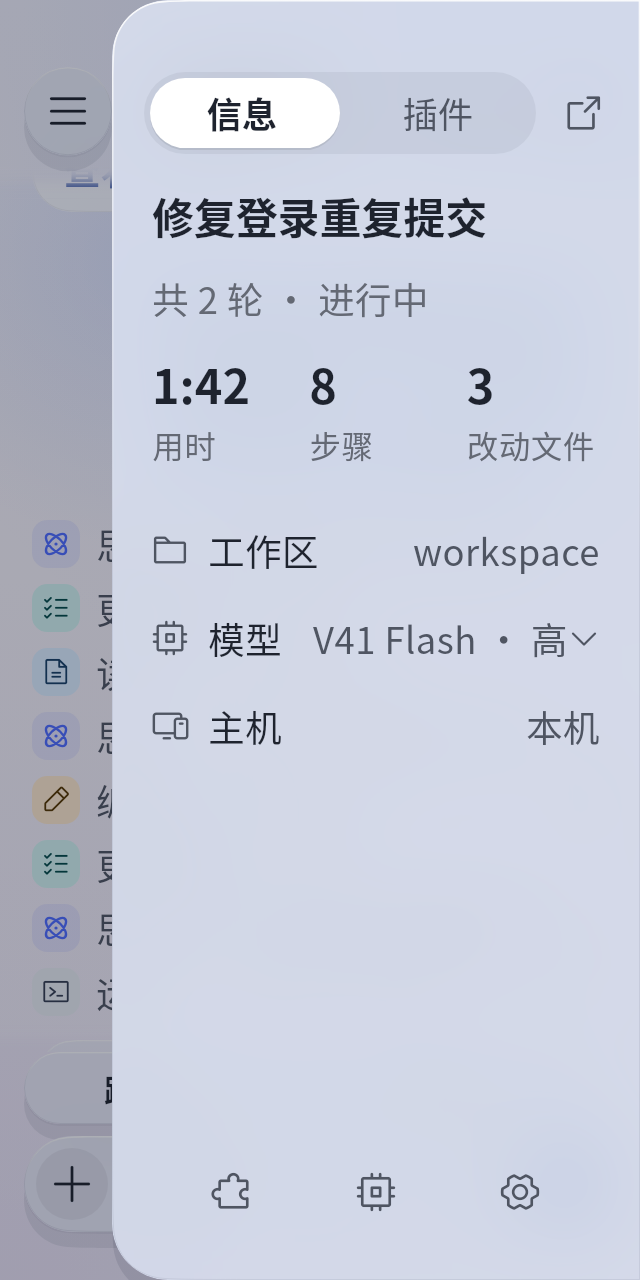 信息
插件
修复登录重复提交
共 2 轮 · 进行中
1:42
8
3
用时
步骤
改动文件
工作区
workspace
模型
V41 Flash · 高
主机
本机